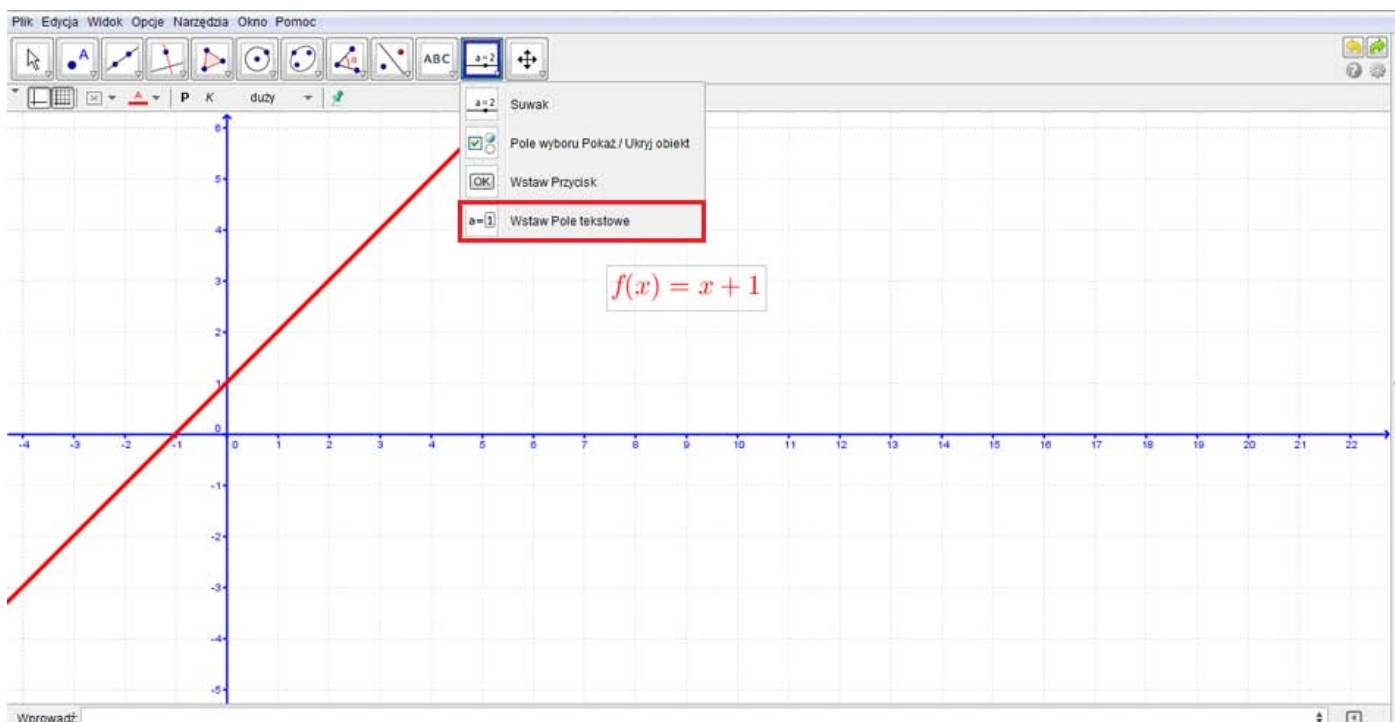 Plik Edycja Widok Opcje Narzędzia Okno Pomoc
A α ABC a=2
A P K duży
a=2 Suwak
Pole wyboru Pokaż / Ukryj obiekt
OK Wstaw Przycisk
a=1 Wstaw Pole tekstowe
f(x) = x + 1
6
5
4
3
2
1
0
-4 -3 -2 -1 0 1 2 3 4 5 6 7 8 9 10 11 12 13 14 15 16 17 18 19 20 21 22
-1
-2
-3
-4
-5
Wprowadź: